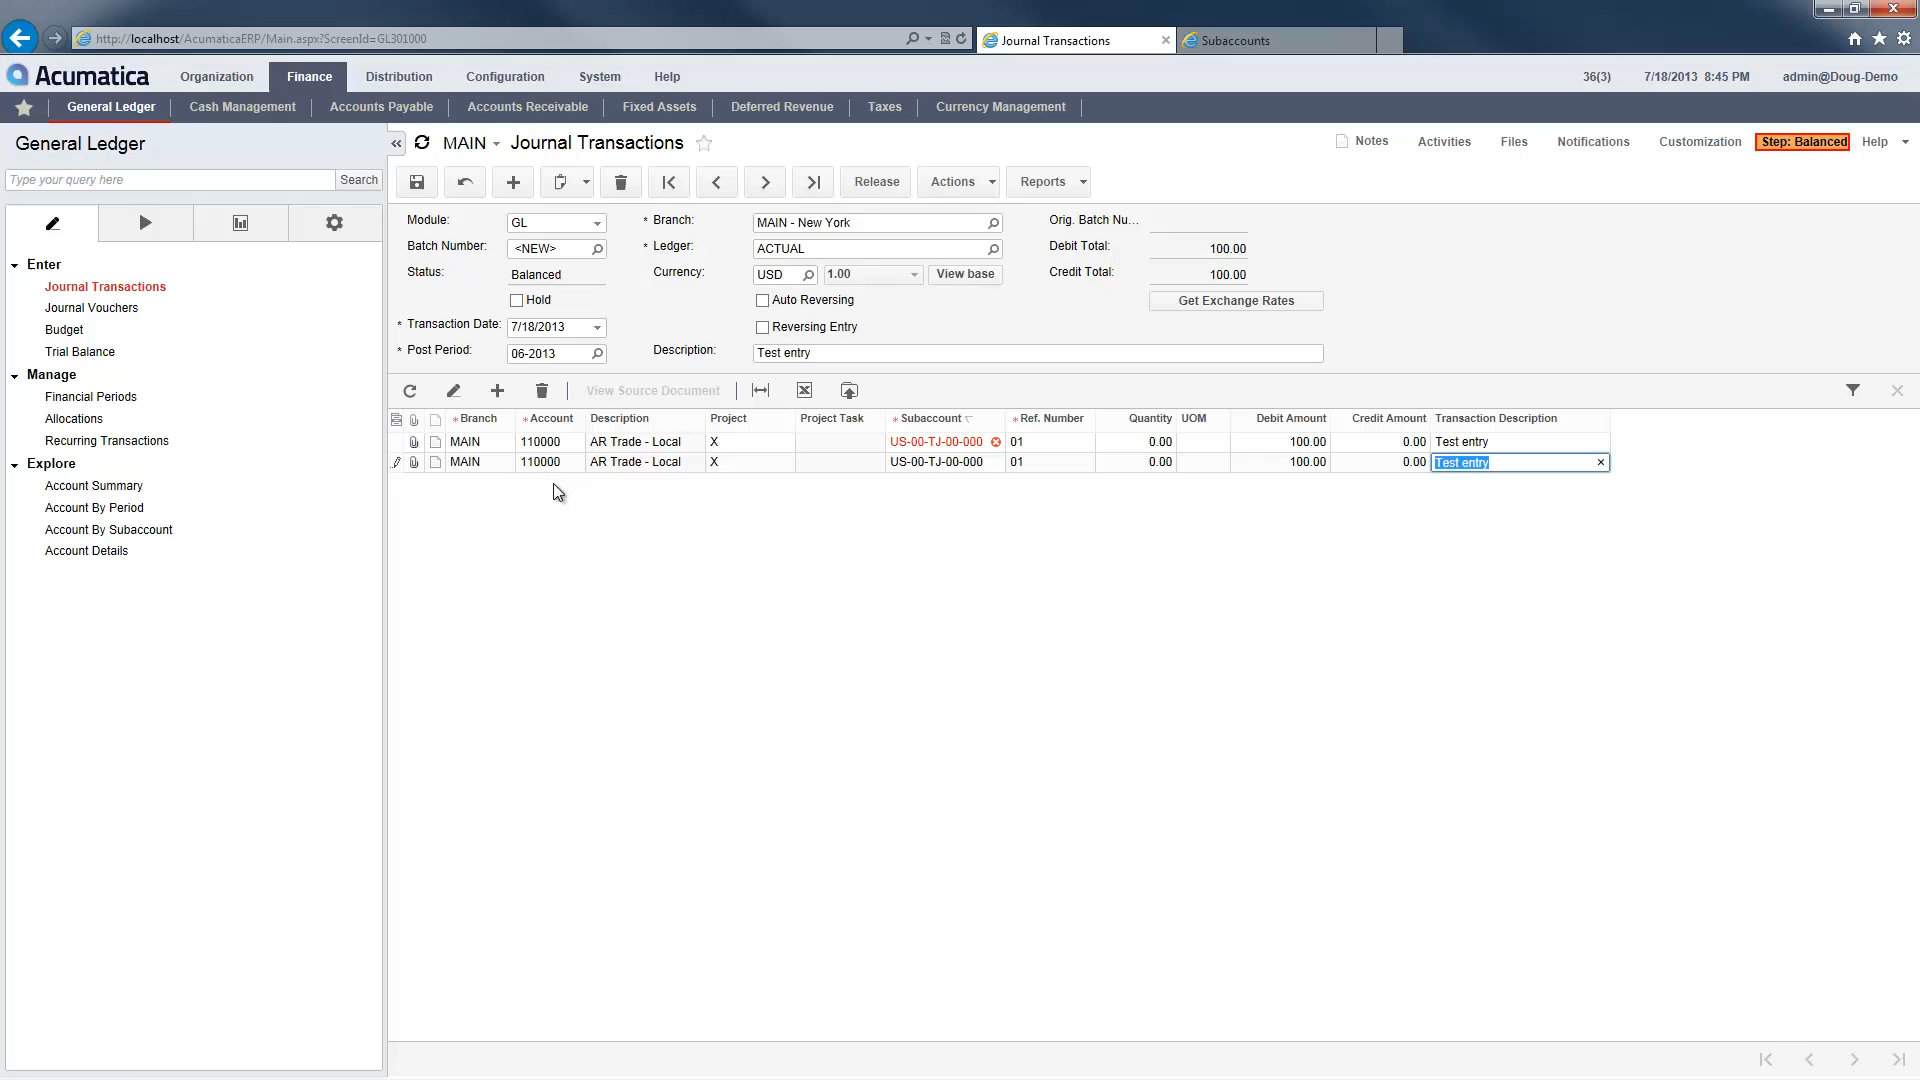 http://localhost/AcumaticaERP/Main.aspx?ScreenId=GL301000
Journal Transactions
Subaccounts
Acumatica
Organization
Finance
Distribution
Configuration
System
Help
36(3)
7/18/2013 8:45 PM
admin@Doug-Demo
General Ledger
Cash Management
Accounts Payable
Accounts Receivable
Fixed Assets
Deferred Revenue
Taxes
Currency Management
General Ledger
Type your query here
Search
Enter
Journal Transactions
Journal Vouchers
Budget
Trial Balance
Manage
Financial Periods
Allocations
Recurring Transactions
Explore
Account Summary
Account By Period
Account By Subaccount
Account Details
MAIN
Journal Transactions
Notes
Activities
Files
Notifications
Customization
Step: Balanced
Help
Release
Actions
Reports
Module: GL
Batch Number: <NEW>
Status: Balanced
Hold
* Transaction Date: 7/18/2013
* Post Period: 06-2013
* Branch: MAIN - New York
* Ledger: ACTUAL
Currency: USD 1.00 View base
Auto Reversing
Reversing Entry
Description: Test entry
Orig. Batch Nu...
Debit Total: 100.00
Credit Total: 100.00
Get Exchange Rates
View Source Document
* Branch * Account Description Project Project Task * Subaccount * Ref. Number Quantity UOM Debit Amount Credit Amount Transaction Description
MAIN 110000 AR Trade - Local X US-00-TJ-00-000 01 0.00 100.00 0.00 Test entry
MAIN 110000 AR Trade - Local X US-00-TJ-00-000 01 0.00 100.00 0.00 Test entry